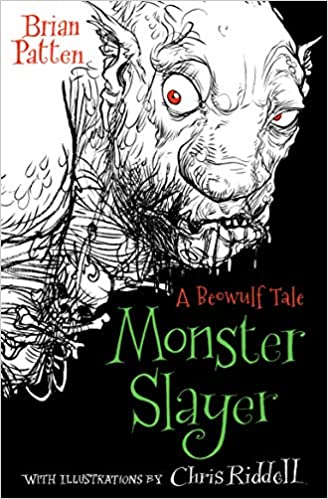 Brian
Patten
A Beowulf Tale
Monster
Slayer
WITH ILLUSTRATIONS BY Chris Riddell